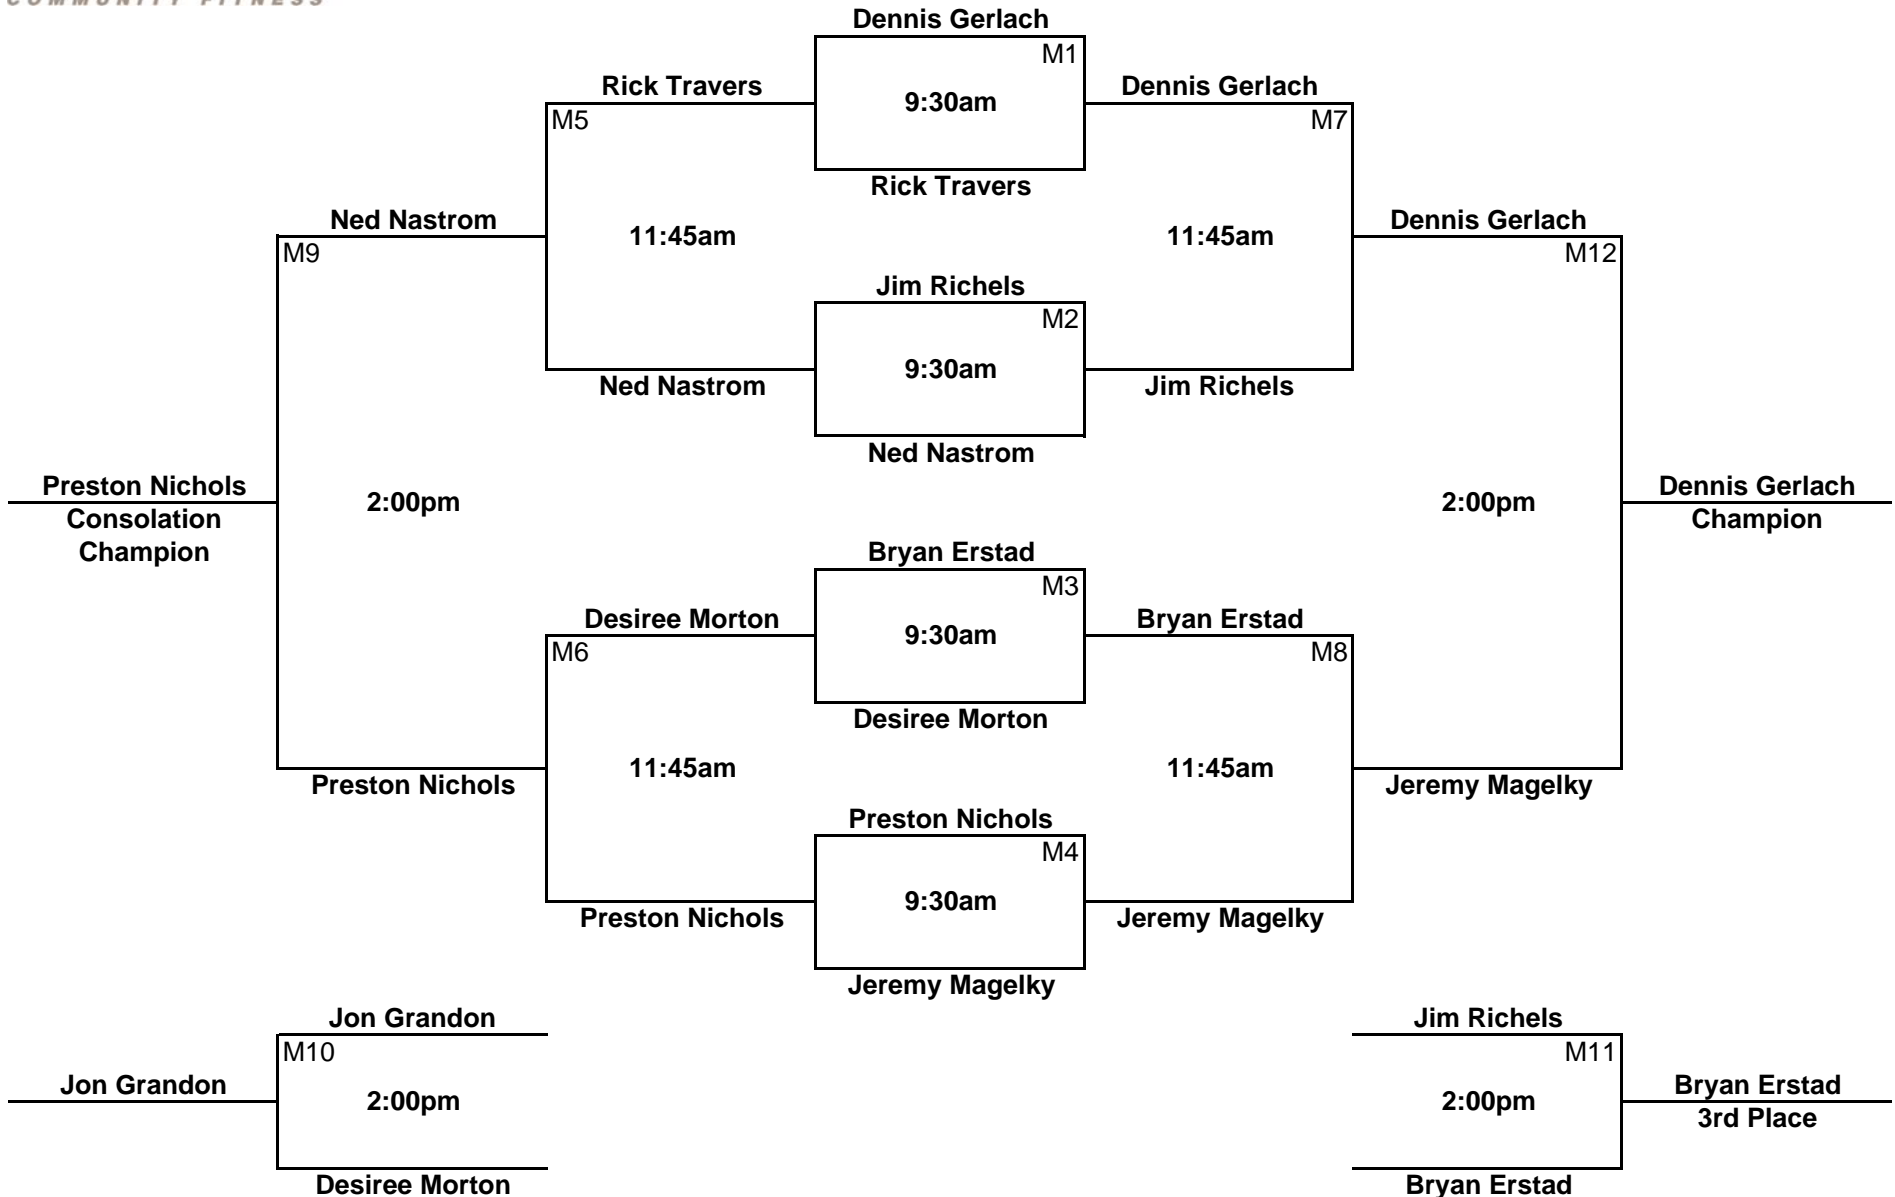 COMMUNITY FITNESS
Dennis Gerlach
M1
Rick Travers
9:30am
Dennis Gerlach
M5
M7
Rick Travers
Ned Nastrom
11:45am
11:45am
Dennis Gerlach
M9
M12
Jim Richels
M2
9:30am
Ned Nastrom
Jim Richels
Ned Nastrom
Preston Nichols
2:00pm
2:00pm
Dennis Gerlach
Consolation
Champion
Champion
Bryan Erstad
M3
Desiree Morton
9:30am
Bryan Erstad
M6
M8
Desiree Morton
11:45am
11:45am
Preston Nichols
Jeremy Magelky
Preston Nichols
M4
9:30am
Preston Nichols
Jeremy Magelky
Jeremy Magelky
Jon Grandon
Jim Richels
M10
M11
Jon Grandon
2:00pm
2:00pm
Bryan Erstad
3rd Place
Desiree Morton
Bryan Erstad